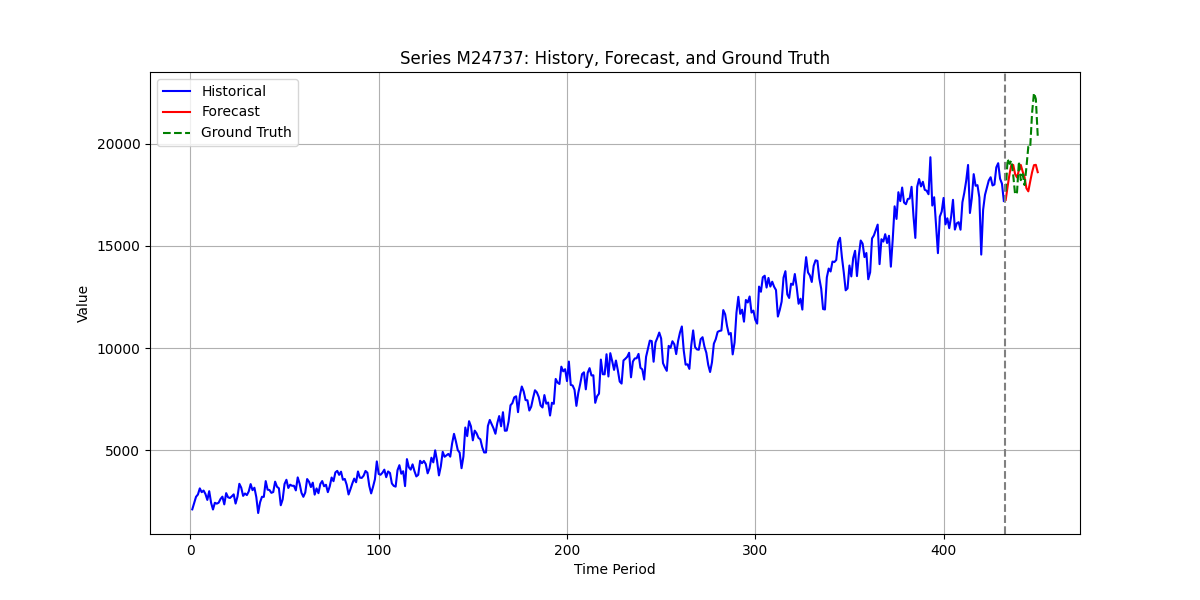 Series M24737: History, Forecast, and Ground Truth
Historical
Forecast
Ground Truth
20000
15000
10000
5000
Value
0
100
200
300
400
Time Period